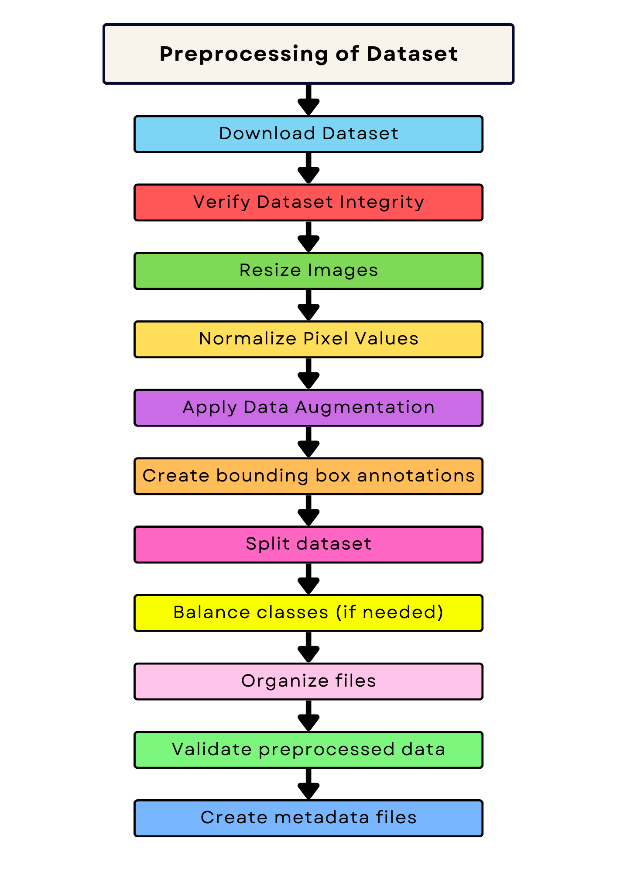 Preprocessing of Dataset
Download Dataset
Verify Dataset Integrity
Resize Images
Normalize Pixel Values
Apply Data Augmentation
Create bounding box annotations
Split dataset
Balance classes (if needed)
Organize files
Validate preprocessed data
Create metadata files